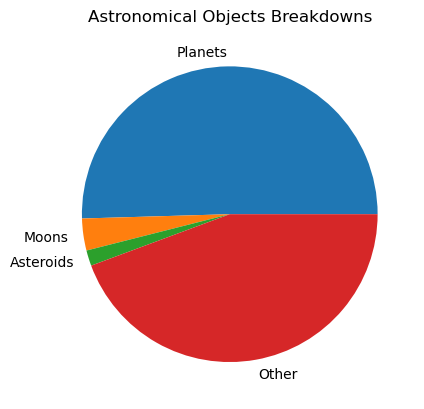 Astronomical Objects Breakdowns
Planets
Moons
Asteroids
Other